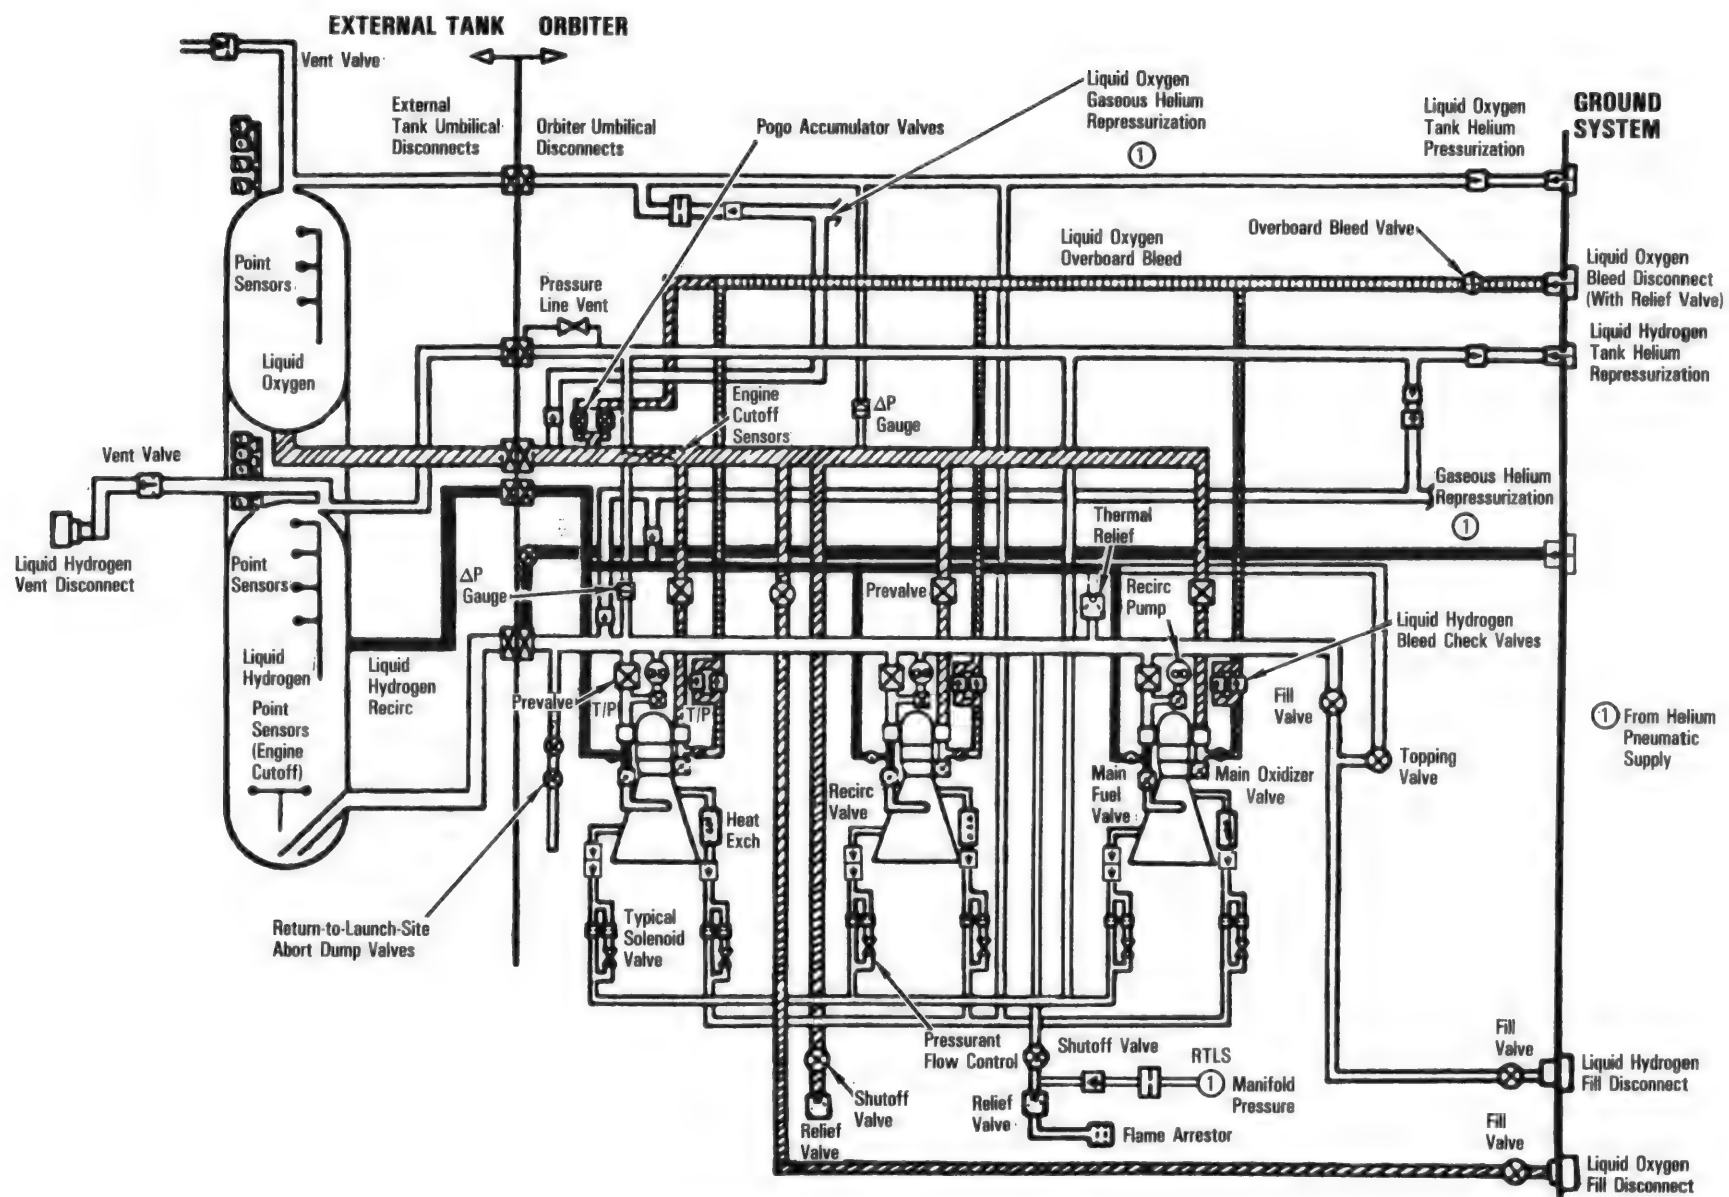 EXTERNAL TANK
ORBITER
Vent Valve
External
Tank Umbilical
Disconnects
Orbiter Umbilical
Disconnects
Pogo Accumulator Valves
Liquid Oxygen
Gaseous Helium
Repressurization
1
Liquid Oxygen
Tank Helium
Pressurization
GROUND
SYSTEM
Point
Sensors
Liquid
Oxygen
Pressure
Line Vent
Liquid Oxygen
Overboard Bleed
Overboard Bleed Valve
Liquid Oxygen
Bleed Disconnect
(With Relief Valve)
Liquid Hydrogen
Tank Helium
Repressurization
Engine
Cutoff
Sensors
ΔP
Gauge
Vent Valve
Liquid Hydrogen
Vent Disconnect
Gaseous Helium
Repressurization
1
Thermal
Relief
Point
Sensors
ΔP
Gauge
Prevalve
Recirc
Pump
Liquid Hydrogen
Bleed Check Valves
Liquid
Hydrogen
Liquid
Hydrogen
Recirc
Point
Sensors
(Engine
Cutoff)
Prevalve
T/P
T/P
Fill
Valve
1 From Helium
Pneumatic
Supply
Topping
Valve
Recirc
Valve
Main
Fuel
Valve
Main Oxidizer
Valve
Heat
Exch
Return-to-Launch-Site
Abort Dump Valves
Typical
Solenoid
Valve
Pressurant
Flow Control
Shutoff Valve
RTLS
1 Manifold
Pressure
Shutoff
Valve
Relief
Valve
Relief
Valve
Flame Arrestor
Fill
Valve
Liquid Hydrogen
Fill Disconnect
Fill
Valve
Liquid Oxygen
Fill Disconnect